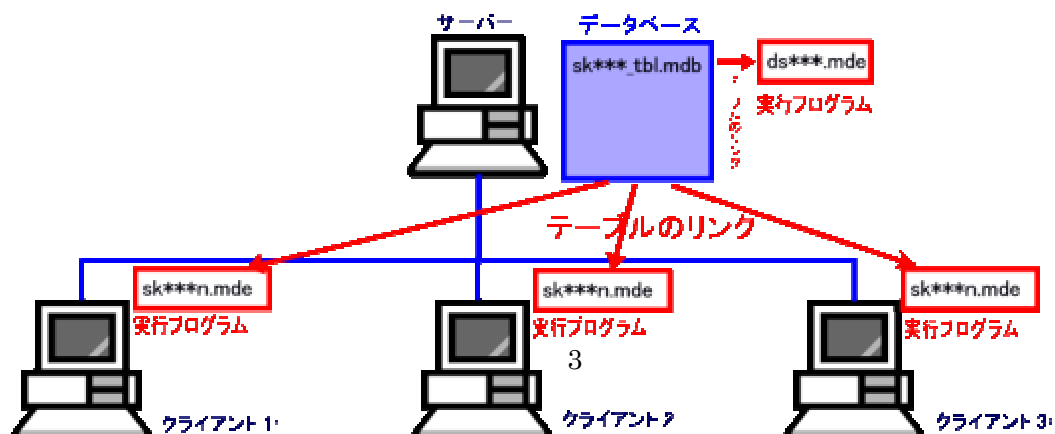 サーバー
データベース
sk***_tbl.mdb
ds***.mde
実行プログラム
テーブルのリンク
sk***n.mde
実行プログラム
sk***n.mde
実行プログラム
sk***n.mde
実行プログラム
3
クライアント 1
クライアント 2
クライアント 3